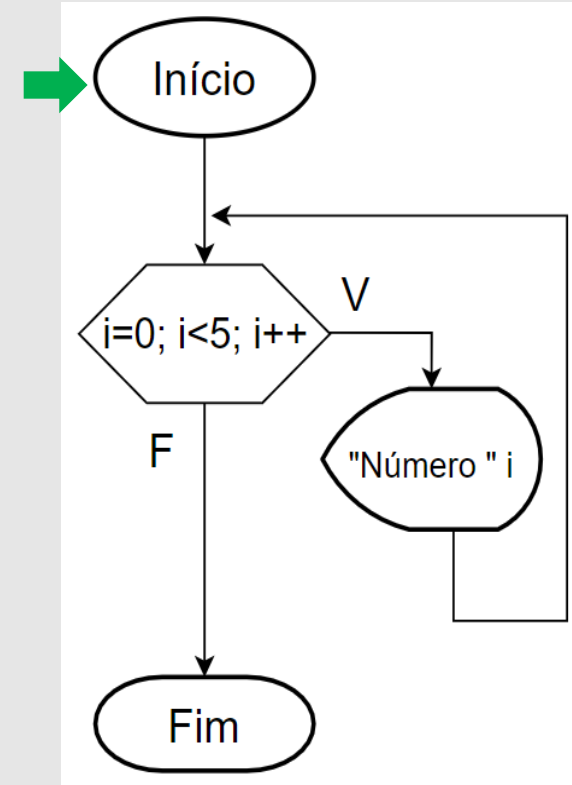 Início
i=0; i<5; i++
V
F
"Número " i
Fim